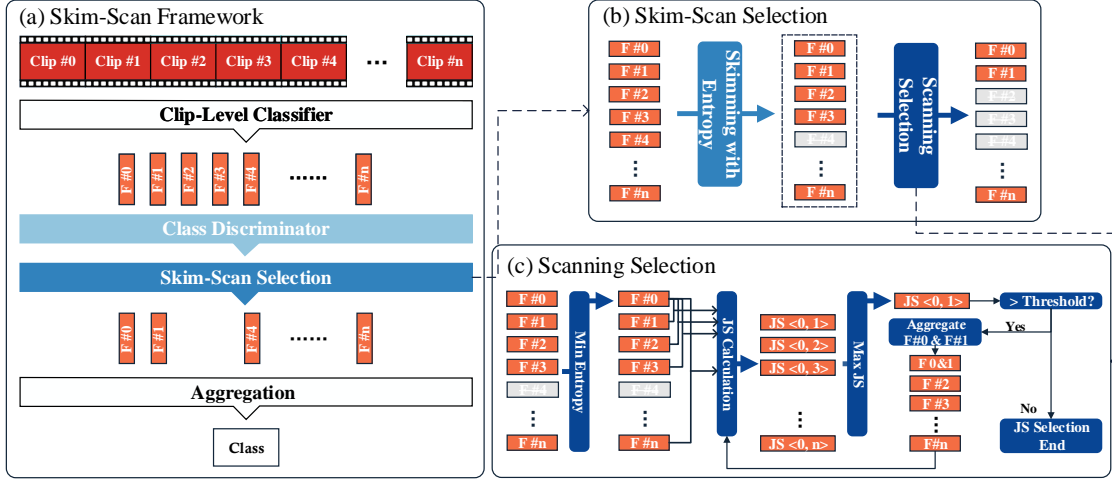 (a) Skim-Scan Framework
Clip #0 Clip #1 Clip #2 Clip #3 Clip #4 ... Clip #n
Clip-Level Classifier
F #0 F #1 F #2 F #3 F #4 ...... F #n
Class Discriminator
Skim-Scan Selection
F #0 F #1 F #4 ...... F #n
Aggregation
Class
(b) Skim-Scan Selection
F #0
F #1
F #2
F #3
F #4
...
F #n
Skimming with
Entropy
F #0
F #1
F #2
F #3
F #4
...
F #n
Scanning
Selection
F #0
F #1
F #2
F #3
F #4
...
F #n
(c) Scanning Selection
F #0
F #1
F #2
F #3
F #4
...
F #n
Min Entropy
F #0
F #1
F #2
F #3
F #4
...
F #n
JS Calculation
JS <0, 1>
JS <0, 2>
JS <0, 3>
...
JS <0, n>
Max JS
JS <0, 1>
> Threshold?
Yes
Aggregate
F#0 & F#1
F 0&1
F #2
F #3
...
F#n
No
JS Selection
End